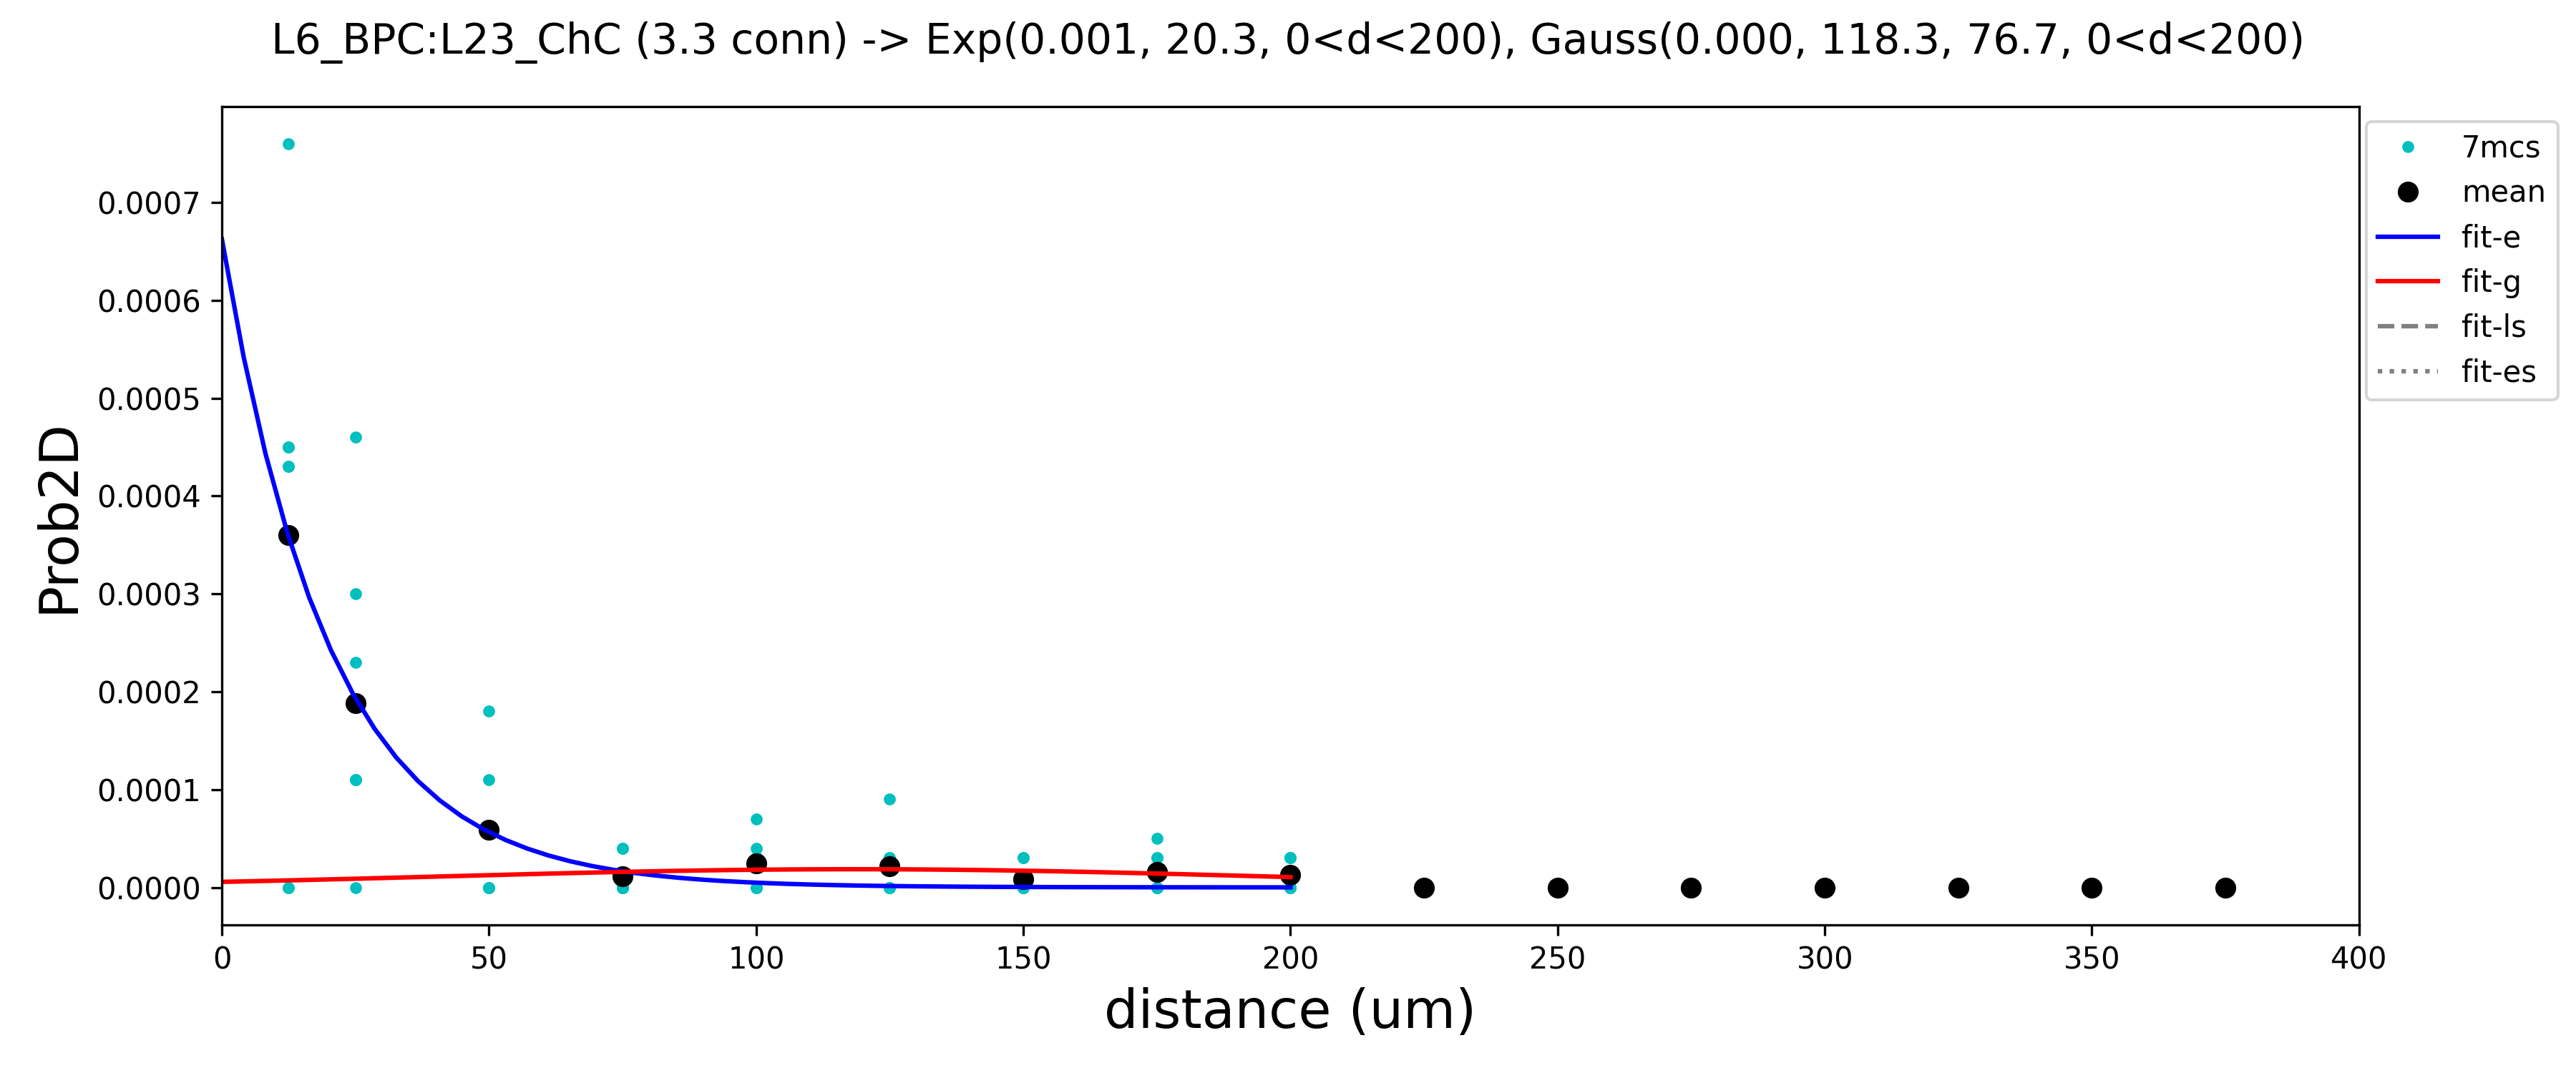 L6_BPC:L23_ChC (3.3 conn) -> Exp(0.001, 20.3, 0<d<200), Gauss(0.000, 118.3, 76.7, 0<d<200)
Prob2D
0.0007
0.0006
0.0005
0.0004
0.0003
0.0002
0.0001
0.0000
0 50 100 150 200 250 300 350 400
distance (um)
7mcs
mean
fit-e
fit-g
fit-ls
fit-es